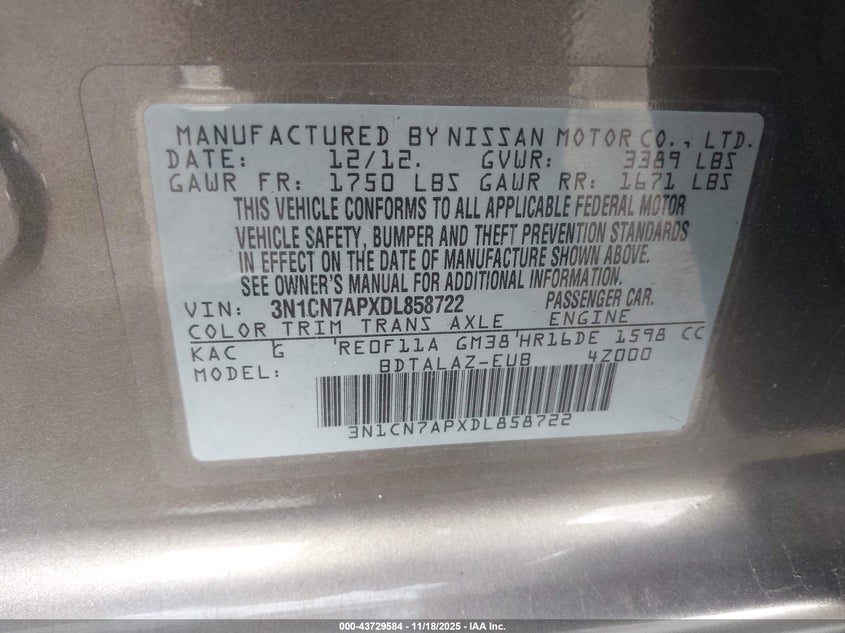 MANUFACTURED BY NISSAN MOTOR CO., LTD.
DATE: 12/12. GVWR: 3389 LBS
GAWR FR: 1750 LBS GAWR RR: 1671 LBS
THIS VEHICLE CONFORMS TO ALL APPLICABLE FEDERAL MOTOR
VEHICLE SAFETY, BUMPER AND THEFT PREVENTION STANDARDS
IN EFFECT ON THE DATE OF MANUFACTURE SHOWN ABOVE.
SEE OWNER'S MANUAL FOR ADDITIONAL INFORMATION.
VIN: 3N1CN7APXDL858722 PASSENGER CAR.
COLOR TRIM TRANS AXLE ENGINE
KAC G 'RE0F11A GM38'HR16DE 1598 CC
MODEL: BDTALAZ-EUB 4Z000
3N1CN7APXDL858722
000-43729584 | 11/18/2025 - IAA Inc.